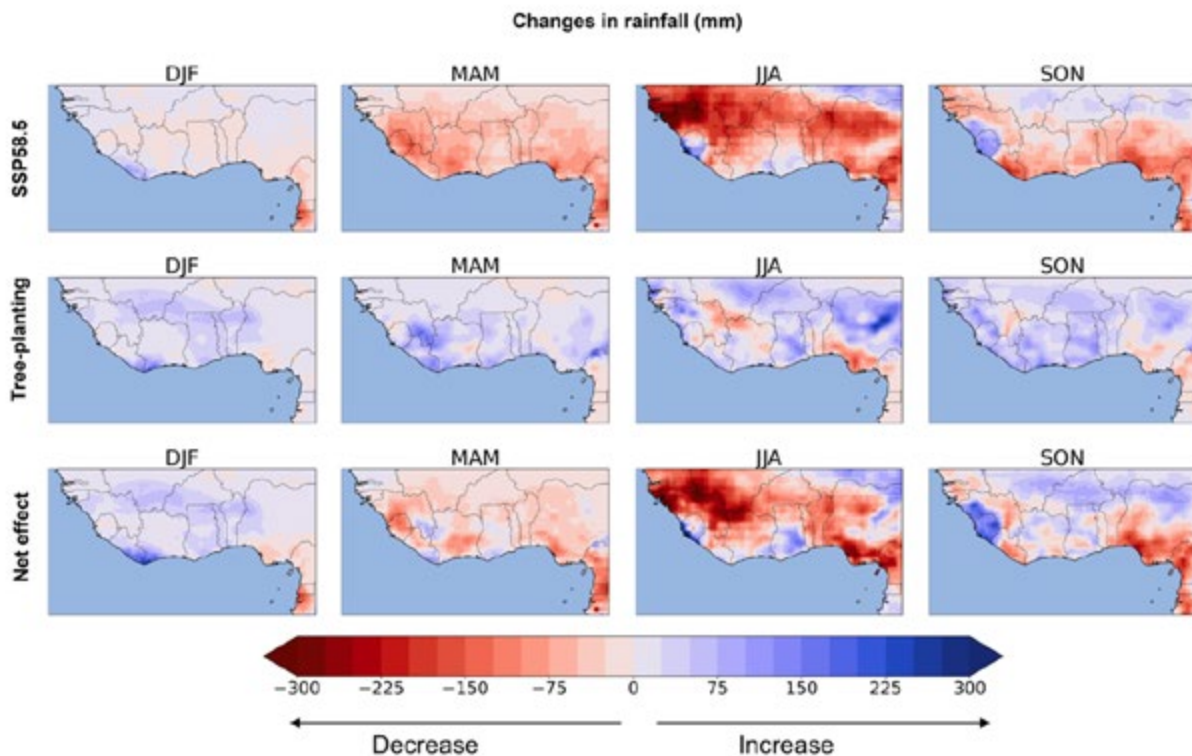 Changes in rainfall (mm)
DJF MAM JJA SON
SSP58.5
DJF MAM JJA SON
Tree-planting
DJF MAM JJA SON
Net effect
−300 −225 −150 −75 0 75 150 225 300
Decrease Increase